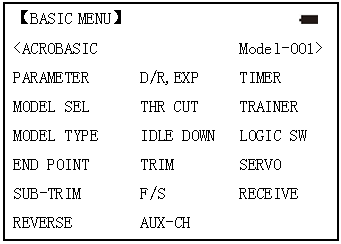 【BASIC MENU】
<ACROBASIC Model-001>
PARAMETER D/R,EXP TIMER
MODEL SEL THR CUT TRAINER
MODEL TYPE IDLE DOWN LOGIC SW
END POINT TRIM SERVO
SUB-TRIM F/S RECEIVE
REVERSE AUX-CH